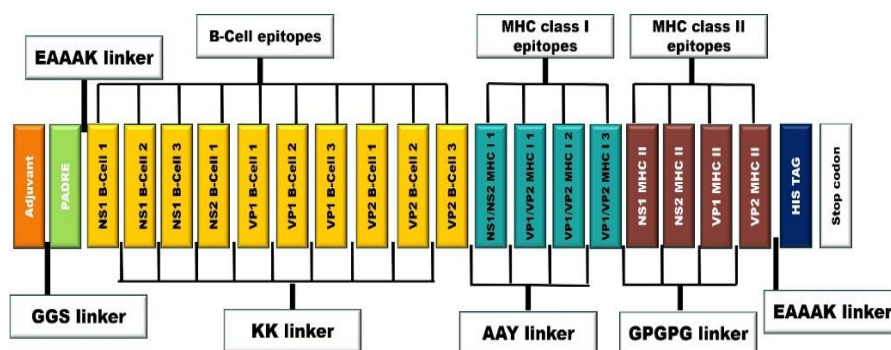 B-Cell epitopes
MHC class I
epitopes
MHC class II
epitopes
EAAAK linker
Adjuvant
PADRE
NS1 B-Cell 1
NS1 B-Cell 2
NS1 B-Cell 3
NS2 B-Cell 1
VP1 B-Cell 1
VP1 B-Cell 2
VP1 B-Cell 3
VP2 B-Cell 1
VP2 B-Cell 2
VP2 B-Cell 3
NS1/NS2 MHC I 1
VP1/VP2 MHC I 1
VP1/VP2 MHC I 2
VP1/VP2 MHC I 3
NS1 MHC II
NS2 MHC II
VP1 MHC II
VP2 MHC II
HIS TAG
Stop codon
GGS linker
KK linker
AAY linker
GPGPG linker
EAAAK linker